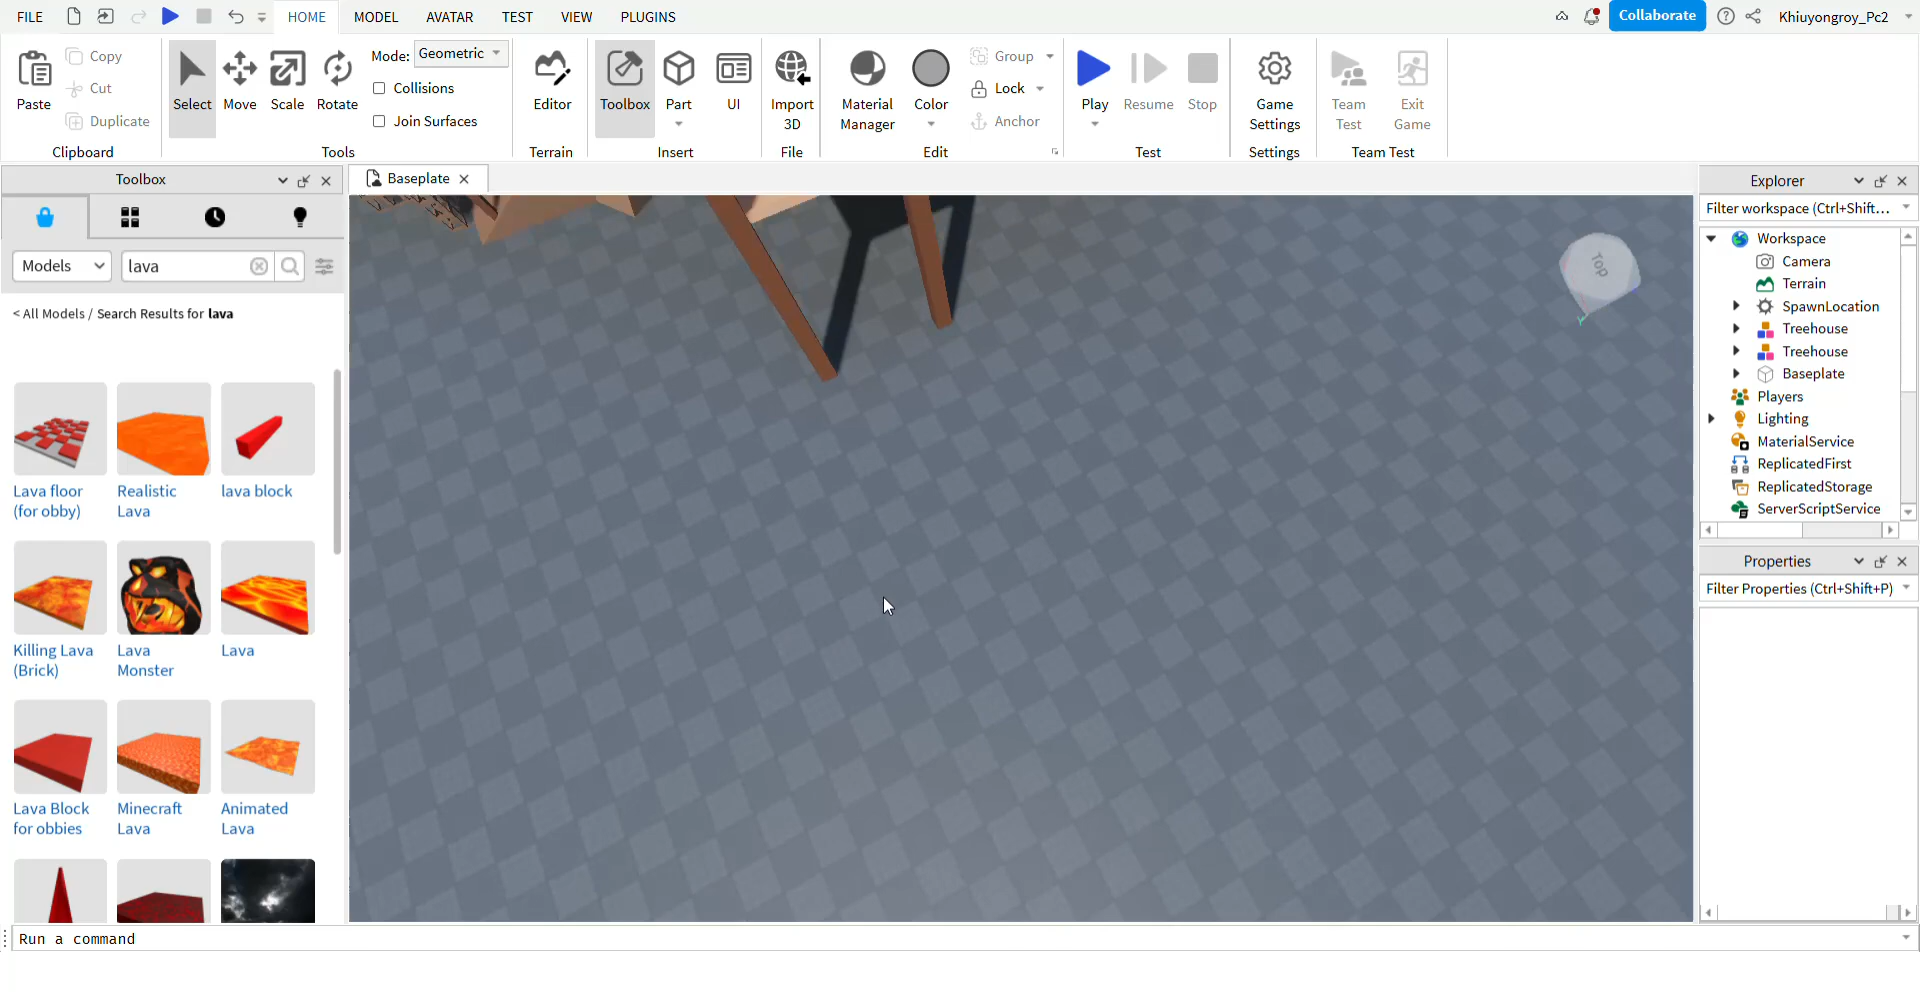 FILE HOME MODEL AVATAR TEST VIEW PLUGINS Collaborate Khiuyongroy_Pc2
Paste Copy Cut Duplicate
Clipboard
Select Move Scale Rotate
Mode: Geometric
Collisions
Join Surfaces
Tools
Editor
Terrain
Toolbox Part UI
Insert
Import
3D
File
Material
Manager
Color
Group
Lock
Anchor
Edit
Play Resume Stop
Test
Game
Settings
Settings
Team
Test
Exit
Game
Team Test
Toolbox
Models lava
< All Models / Search Results for lava
Lava floor
(for obby)
Realistic
Lava
lava block
Killing Lava
(Brick)
Lava
Monster
Lava
Lava Block
for obbies
Minecraft
Lava
Animated
Lava
Baseplate
Top
Y
Explorer
Filter workspace (Ctrl+Shift...
Workspace
Camera
Terrain
SpawnLocation
Treehouse
Treehouse
Baseplate
Players
Lighting
MaterialService
ReplicatedFirst
ReplicatedStorage
ServerScriptService
Properties
Filter Properties (Ctrl+Shift+P)
Run a command